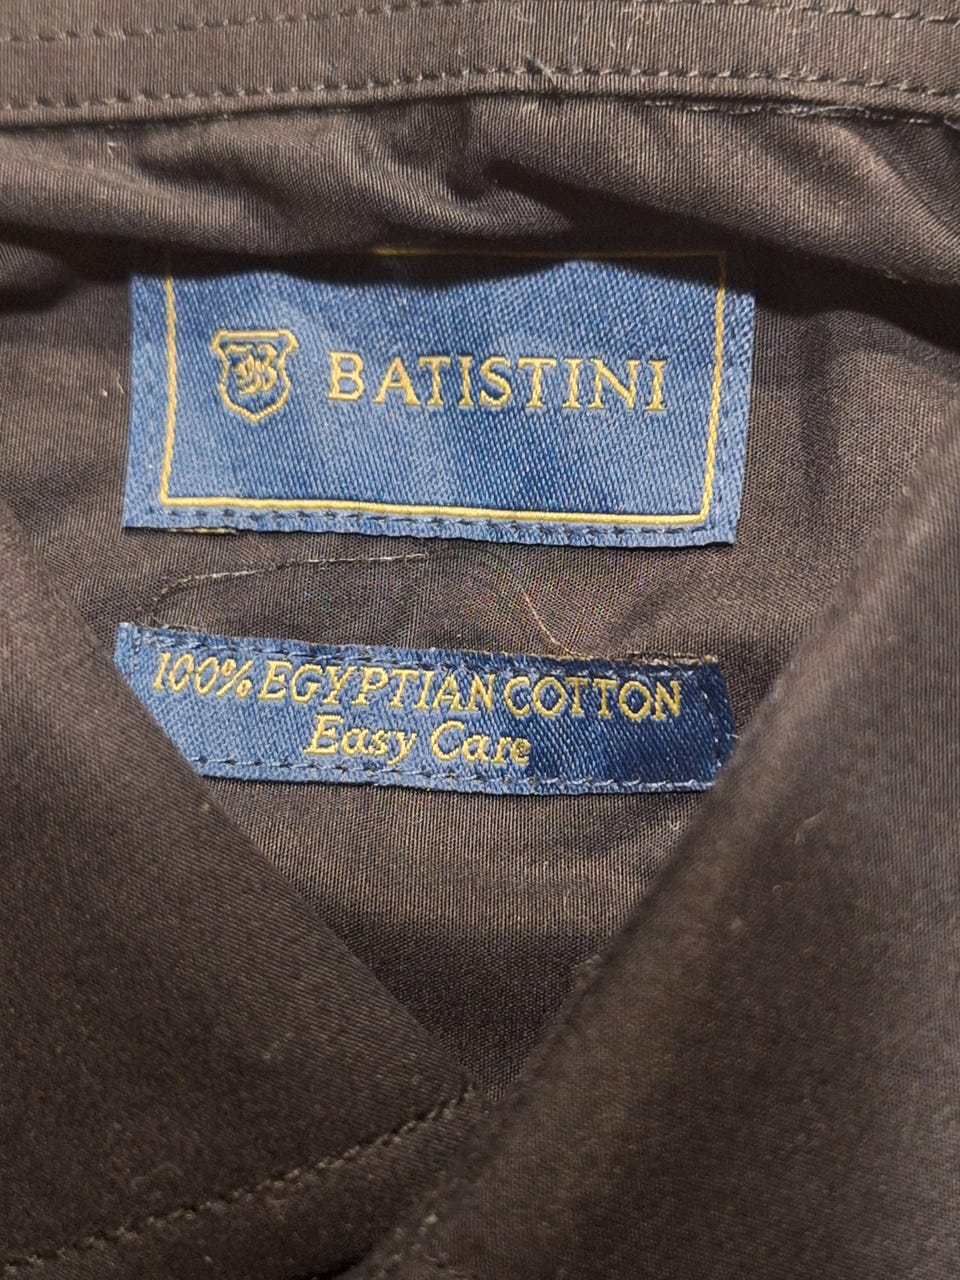 BATISTINI
100% EGYPTIAN COTTON
Easy Care